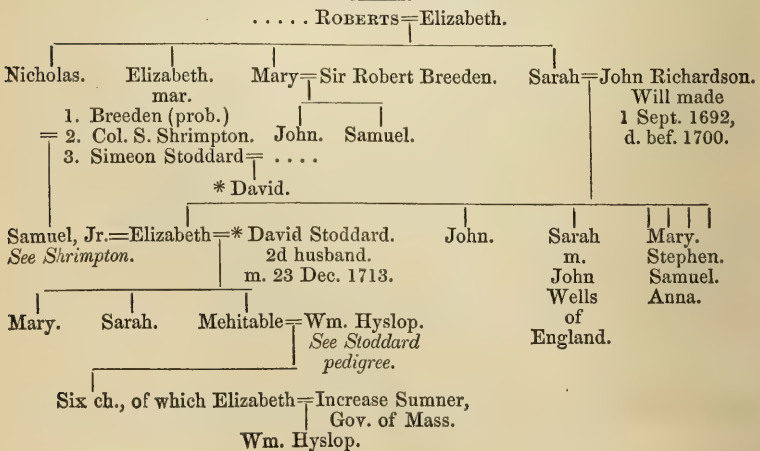 ..... ROBERTS=Elizabeth.
Nicholas. Elizabeth. Mary=Sir Robert Breeden. Sarah=John Richardson.
mar. Will made
1. Breeden (prob.) 1 Sept. 1692,
= 2. Col. S. Shrimpton. John. Samuel. d. bef. 1700.
3. Simeon Stoddard= ....
* David.
Samuel, Jr.=Elizabeth=* David Stoddard. John. Sarah Mary.
See Shrimpton. 2d husband. m. Stephen.
m. 23 Dec. 1713. John Samuel.
Wells Anna.
Mary. Sarah. Mehitable=Wm. Hyslop. of
See Stoddard England.
pedigree.
Six ch., of which Elizabeth=Increase Sumner,
Gov. of Mass.
Wm. Hyslop.